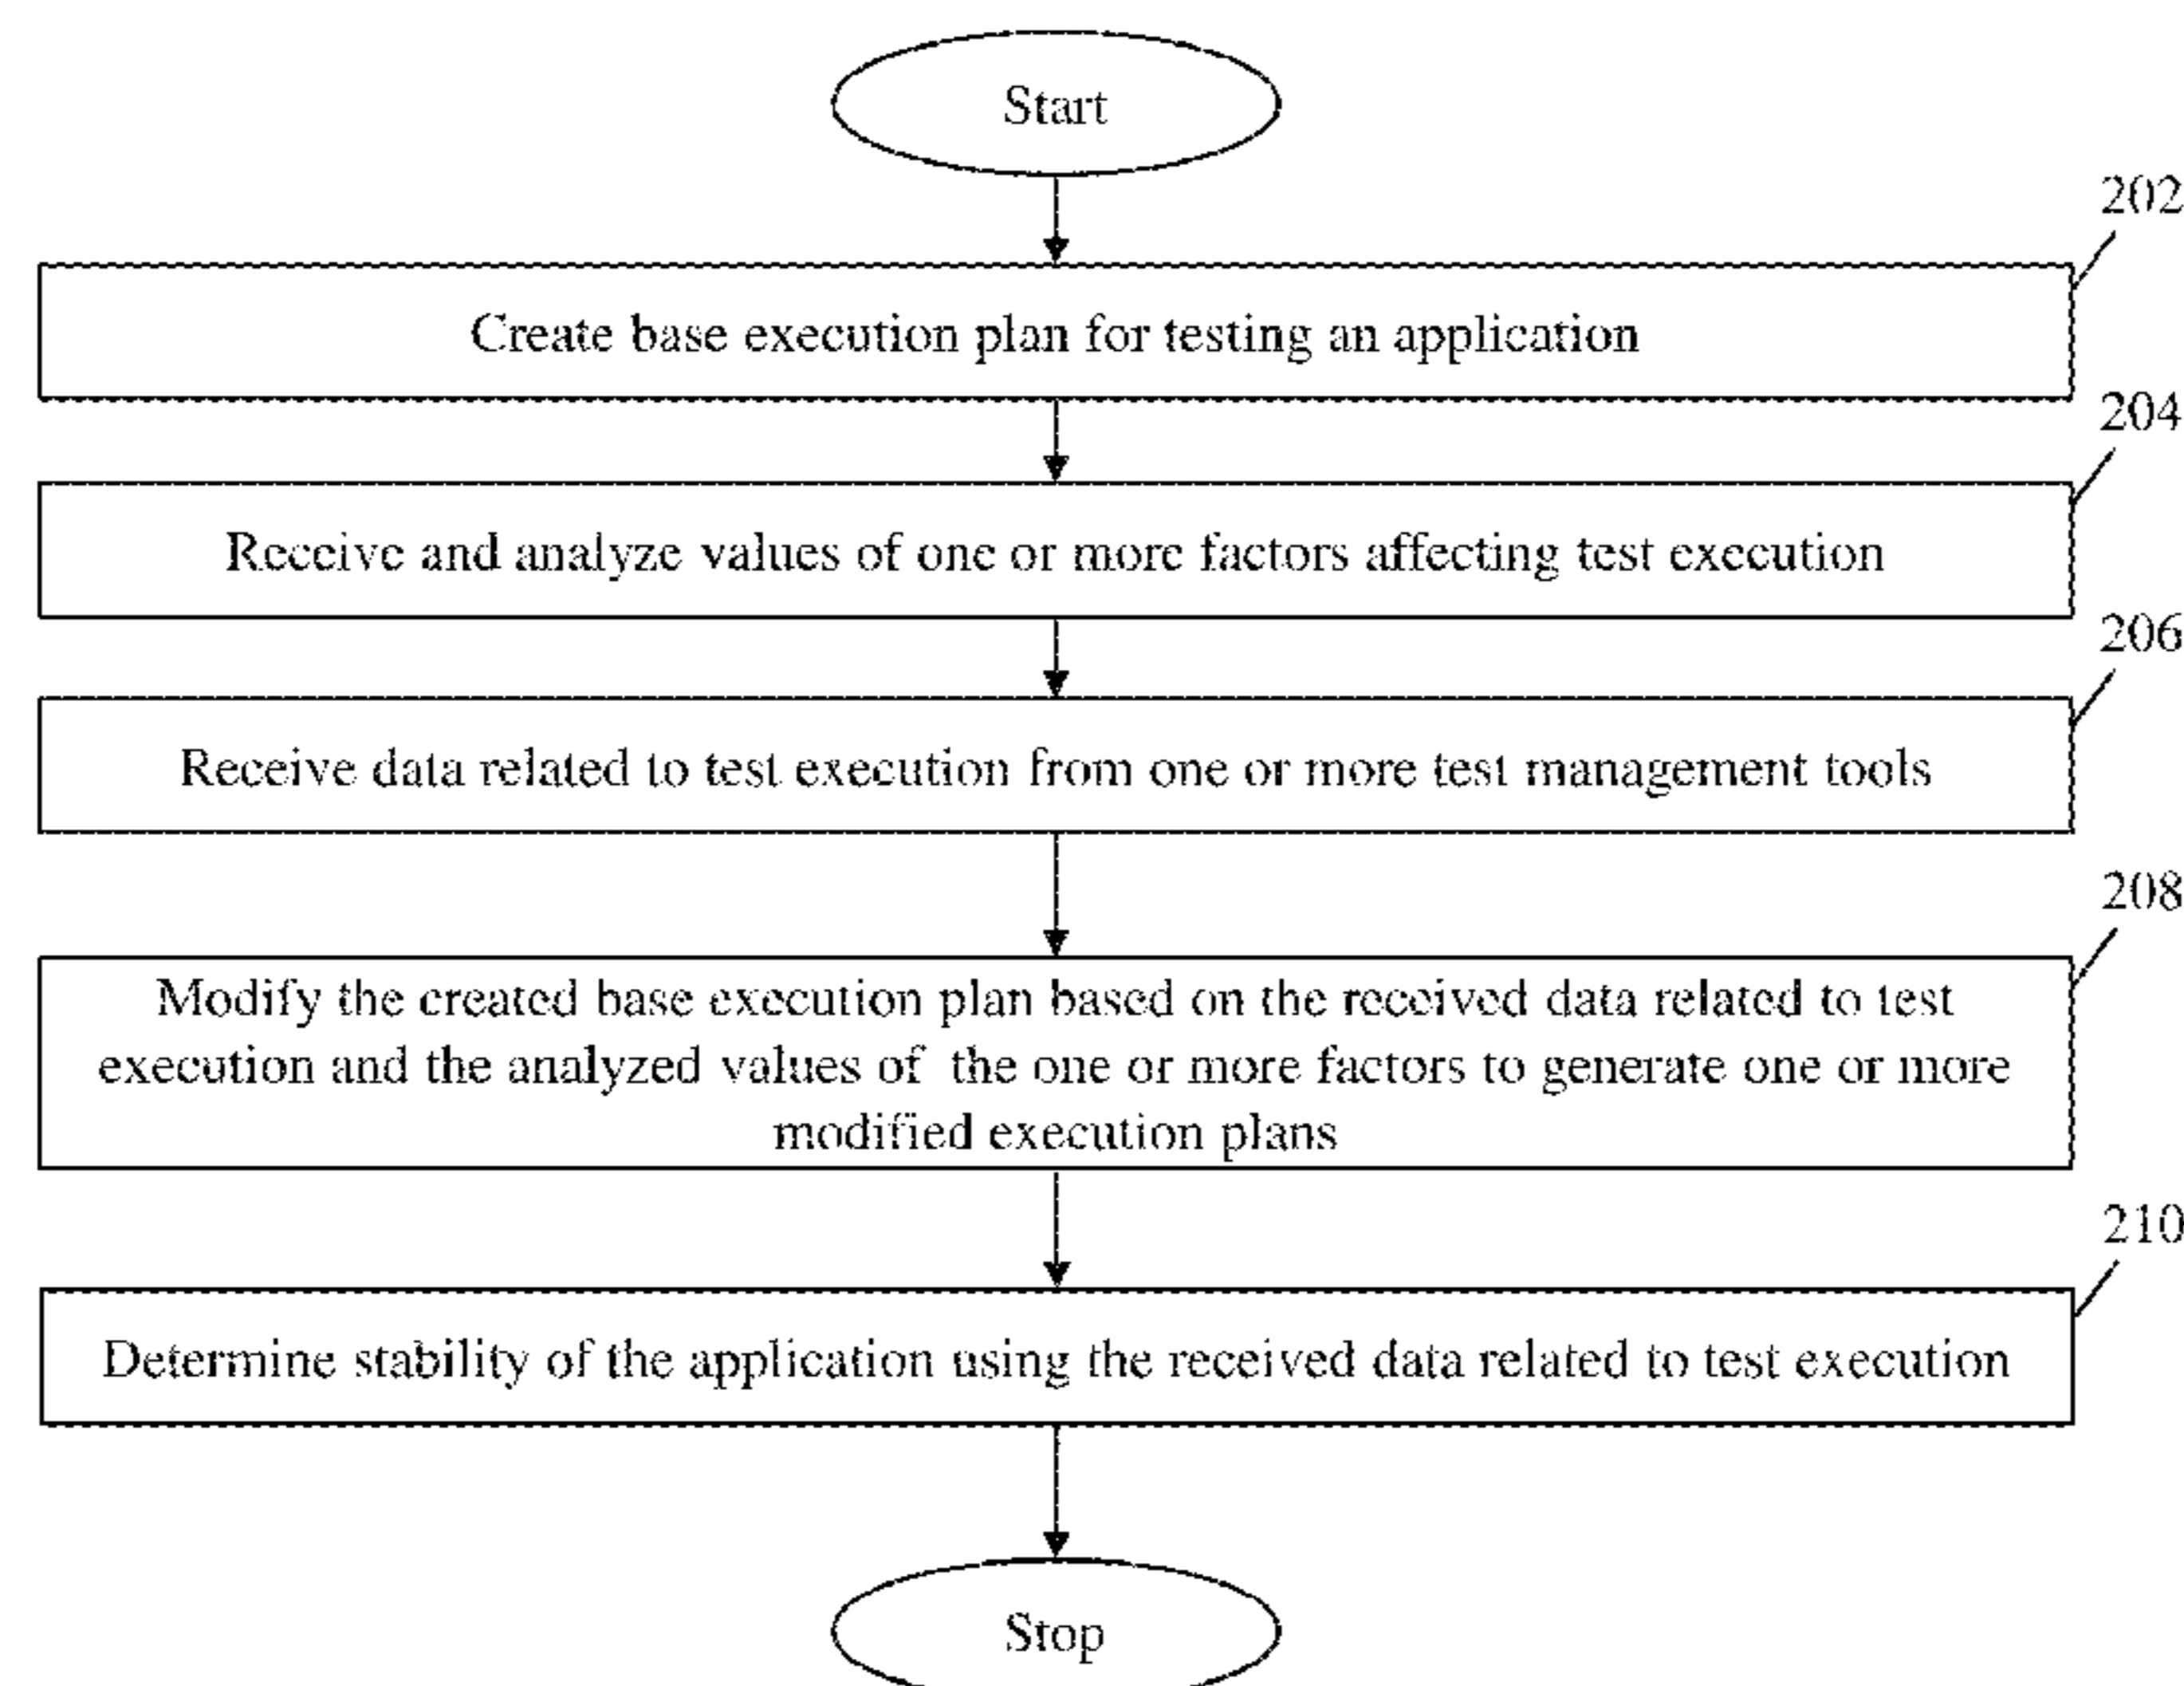 Start
202
Create base execution plan for testing an application
204
Receive and analyze values of one or more factors affecting test execution
206
Receive data related to test execution from one or more test management tools
208
Modify the created base execution plan based on the received data related to test
execution and the analyzed values of the one or more factors to generate one or more
modified execution plans
210
Determine stability of the application using the received data related to test execution
Stop